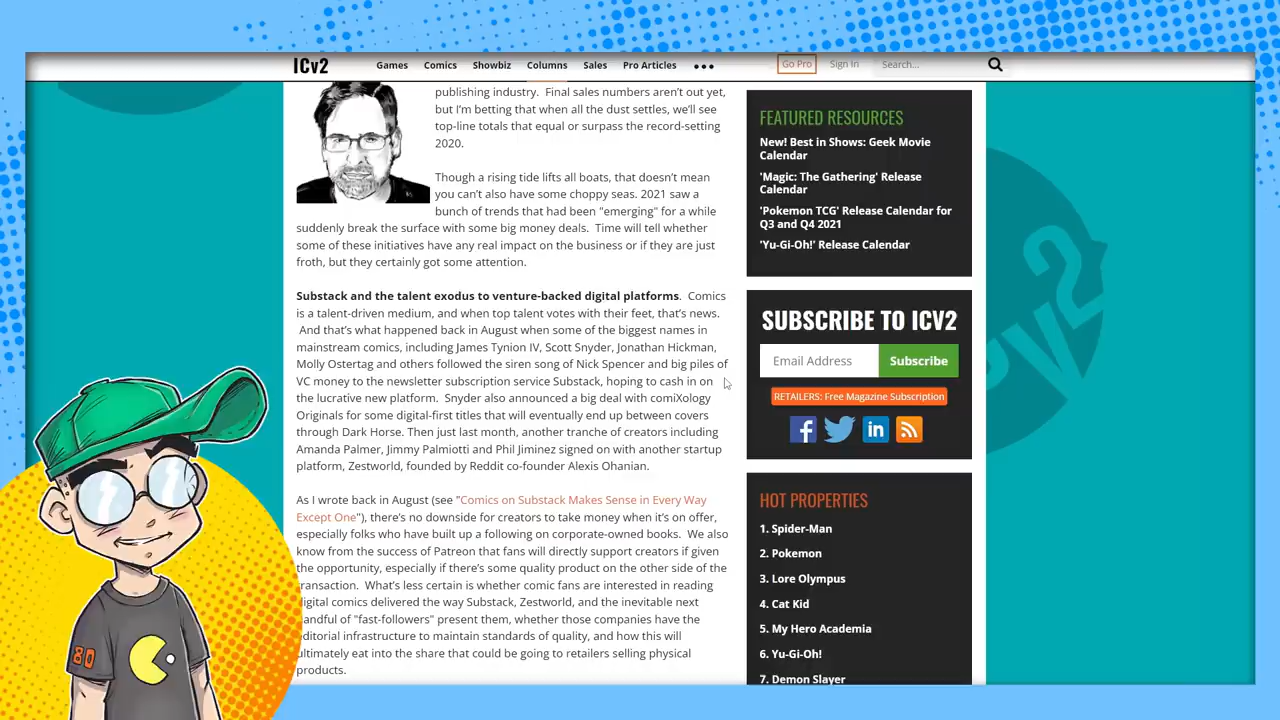 ICv2
Games Comics Showbiz Columns Sales Pro Articles •••
Go Pro Sign In Search...
publishing industry. Final sales numbers aren't out yet,
but I'm betting that when all the dust settles, we'll see
top-line totals that equal or surpass the record-setting
2020.
Though a rising tide lifts all boats, that doesn't mean
you can't also have some choppy seas. 2021 saw a
bunch of trends that had been "emerging" for a while
suddenly break the surface with some big money deals. Time will tell whether
some of these initiatives have any real impact on the business or if they are just
froth, but they certainly got some attention.
Substack and the talent exodus to venture-backed digital platforms. Comics
is a talent-driven medium, and when top talent votes with their feet, that's news.
And that's what happened back in August when some of the biggest names in
mainstream comics, including James Tynion IV, Scott Snyder, Jonathan Hickman,
Molly Ostertag and others followed the siren song of Nick Spencer and big piles of
VC money to the newsletter subscription service Substack, hoping to cash in on
the lucrative new platform. Snyder also announced a big deal with comiXology
Originals for some digital-first titles that will eventually end up between covers
through Dark Horse. Then just last month, another tranche of creators including
Amanda Palmer, Jimmy Palmiotti and Phil Jiminez signed on with another startup
platform, Zestworld, founded by Reddit co-founder Alexis Ohanian.
As I wrote back in August (see "Comics on Substack Makes Sense in Every Way
Except One"), there's no downside for creators to take money when it's on offer,
especially folks who have built up a following on corporate-owned books. We also
know from the success of Patreon that fans will directly support creators if given
the opportunity, especially if there's some quality product on the other side of the
transaction. What's less certain is whether comic fans are interested in reading
digital comics delivered the way Substack, Zestworld, and the inevitable next
handful of "fast-followers" present them, whether those companies have the
editorial infrastructure to maintain standards of quality, and how this will
ultimately eat into the share that could be going to retailers selling physical
products.
FEATURED RESOURCES
New! Best in Shows: Geek Movie
Calendar
'Magic: The Gathering' Release
Calendar
'Pokemon TCG' Release Calendar for
Q3 and Q4 2021
'Yu-Gi-Oh!' Release Calendar
SUBSCRIBE TO ICV2
Email Address Subscribe
RETAILERS: Free Magazine Subscription
HOT PROPERTIES
1. Spider-Man
2. Pokemon
3. Lore Olympus
4. Cat Kid
5. My Hero Academia
6. Yu-Gi-Oh!
7. Demon Slayer
80